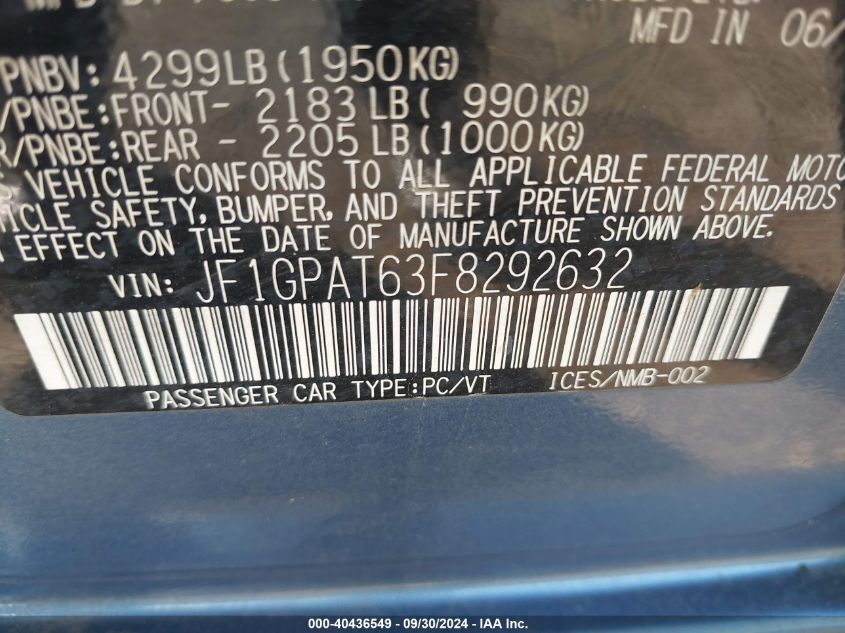 MFD IN 06/
PNBV: 4299LB(1950KG)
/PNBE:FRONT- 2183 LB( 990KG)
R/PNBE:REAR - 2205 LB(1000KG)
VEHICLE CONFORMS TO ALL APPLICABLE FEDERAL MOTO
HICLE SAFETY, BUMPER, AND THEFT PREVENTION STANDARDS
EFFECT ON THE DATE OF MANUFACTURE SHOWN ABOVE.
VIN: JF1GPAT63F8292632
PASSENGER CAR TYPE:PC/VT ICES/NMB-002
000-40436549 - 09/30/2024 - IAA Inc.